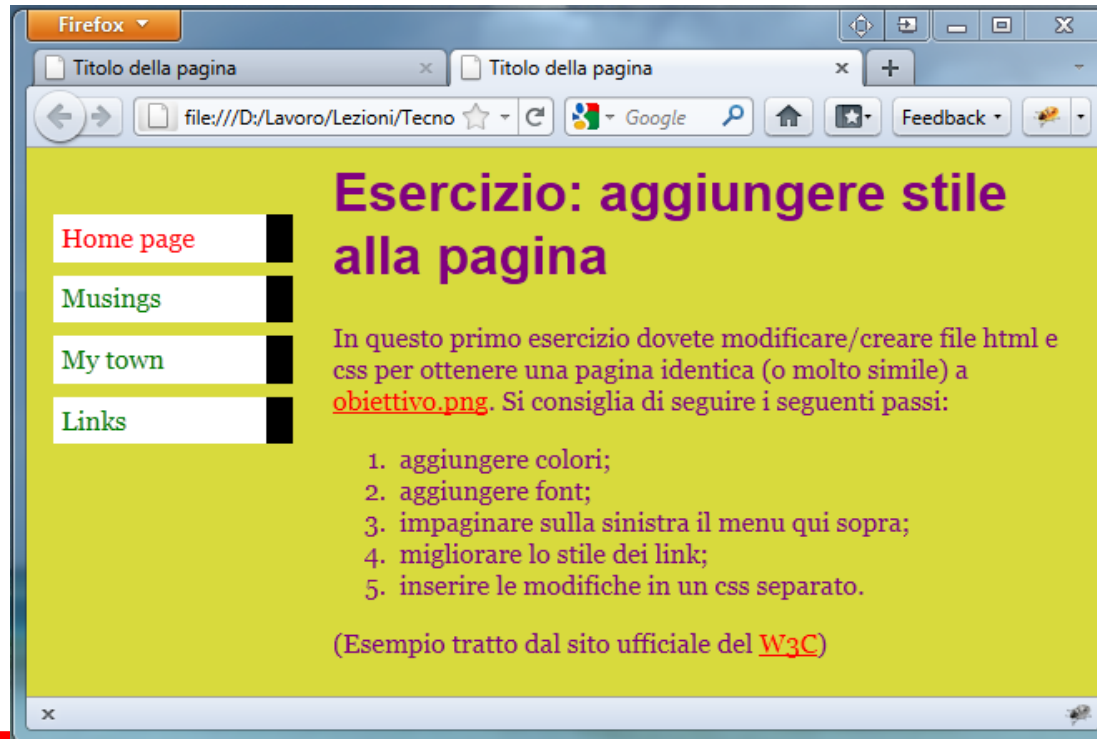 Firefox
Titolo della pagina
Titolo della pagina
file:///D:/Lavoro/Lezioni/Tecno
Google
Feedback
Home page
Musings
My town
Links
Esercizio: aggiungere stile
alla pagina
In questo primo esercizio dovete modificare/creare file html e
css per ottenere una pagina identica (o molto simile) a
obiettivo.png. Si consiglia di seguire i seguenti passi:
1. aggiungere colori;
2. aggiungere font;
3. impaginare sulla sinistra il menu qui sopra;
4. migliorare lo stile dei link;
5. inserire le modifiche in un css separato.
(Esempio tratto dal sito ufficiale del W3C)